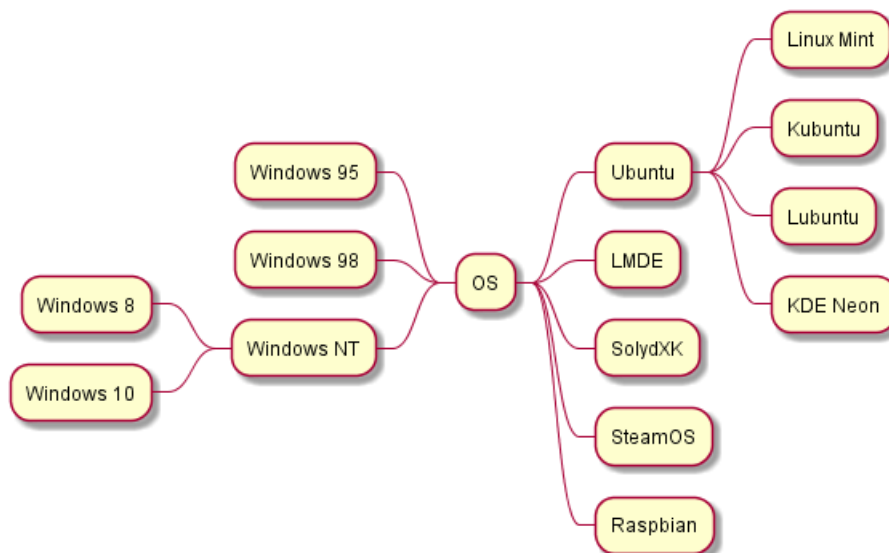 Linux Mint
Kubuntu
Windows 95
Ubuntu
Lubuntu
Windows 98
OS
LMDE
Windows 8
KDE Neon
Windows NT
SolydXK
Windows 10
SteamOS
Raspbian